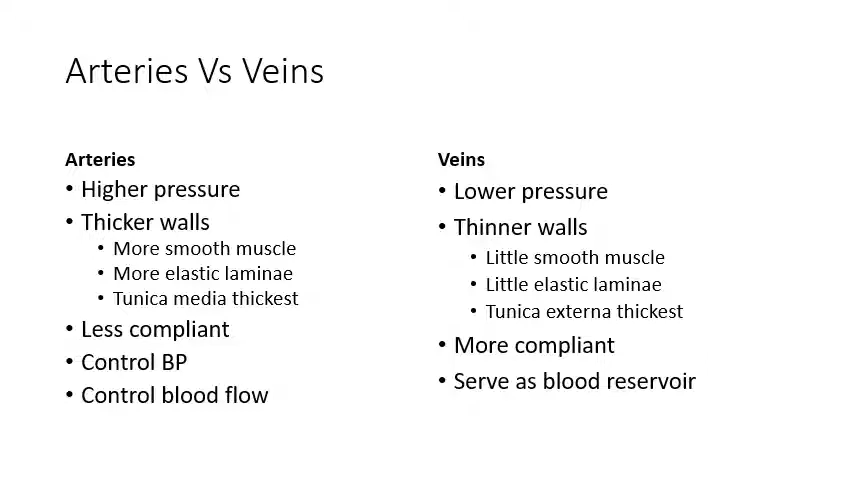 Arteries Vs Veins
Arteries
• Higher pressure
• Thicker walls
• More smooth muscle
• More elastic laminae
• Tunica media thickest
• Less compliant
• Control BP
• Control blood flow
Veins
• Lower pressure
• Thinner walls
• Little smooth muscle
• Little elastic laminae
• Tunica externa thickest
• More compliant
• Serve as blood reservoir